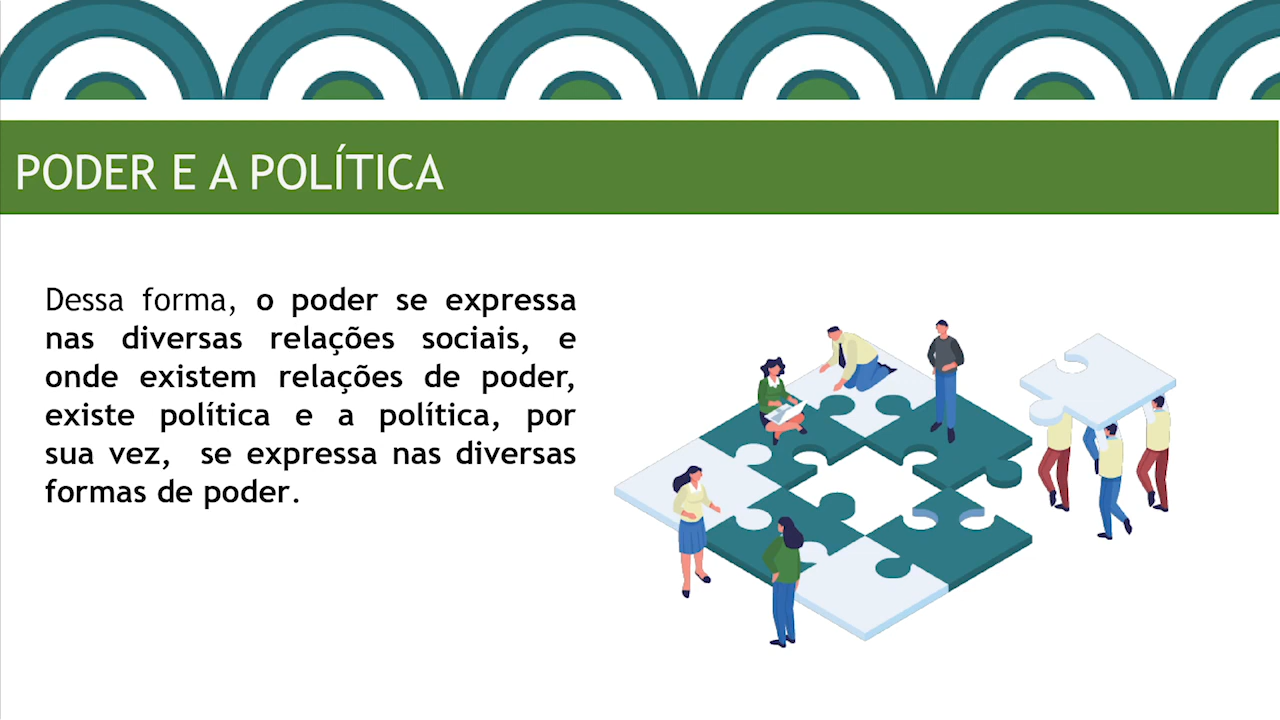 PODER E A POLÍTICA
Dessa forma, o poder se expressa
nas diversas relações sociais, e
onde existem relações de poder,
existe política e a política, por
sua vez,  se expressa nas diversas
formas de poder.